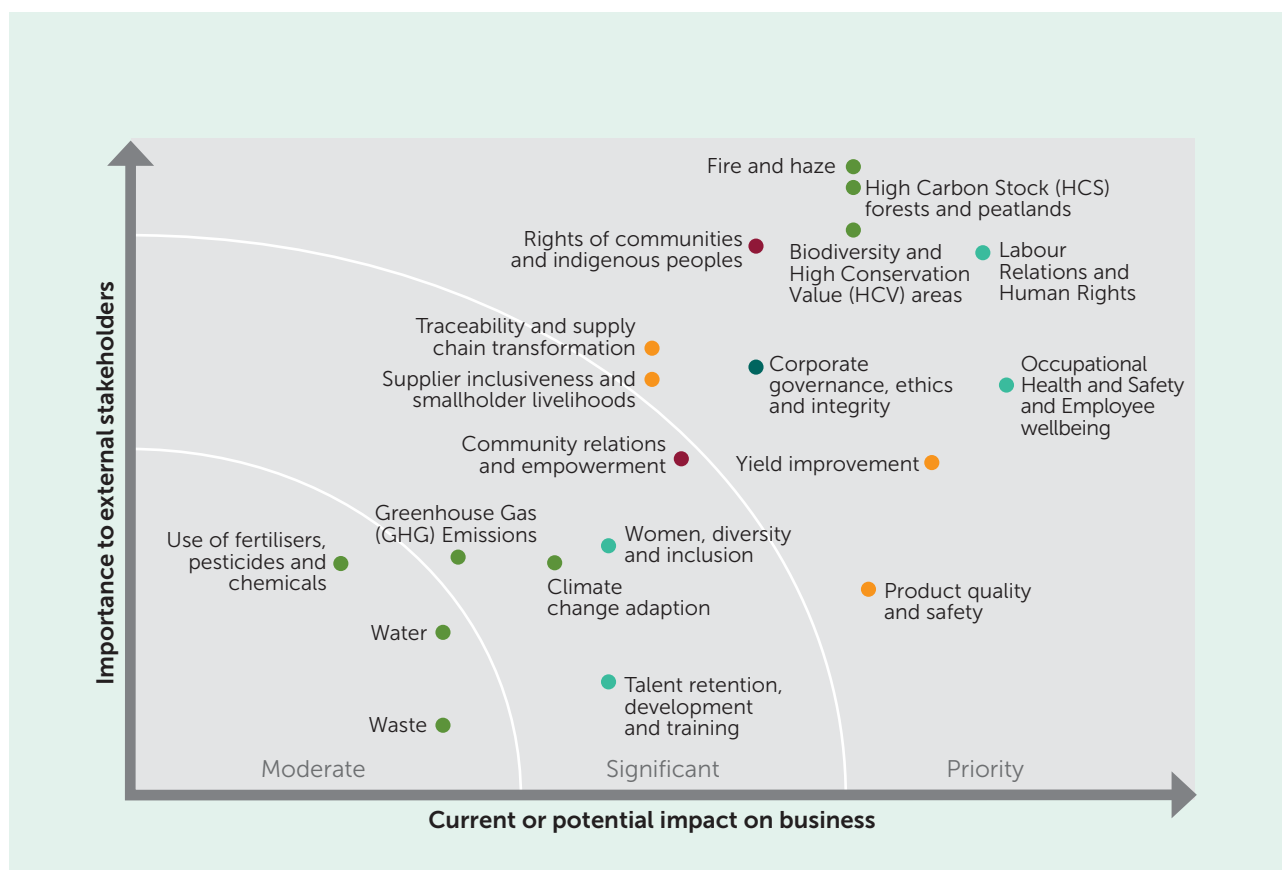 Importance to external stakeholders
Fire and haze
High Carbon Stock (HCS)
forests and peatlands
Rights of communities
and indigenous peoples
Biodiversity and
High Conservation
Value (HCV) areas
Labour
Relations and
Human Rights
Traceability and supply
chain transformation
Supplier inclusiveness and
smallholder livelihoods
Corporate
governance, ethics
and integrity
Occupational
Health and Safety
and Employee
wellbeing
Community relations
and empowerment
Yield improvement
Use of fertilisers,
pesticides and
chemicals
Greenhouse Gas
(GHG) Emissions
Climate
change adaption
Women, diversity
and inclusion
Product quality
and safety
Water
Waste
Talent retention,
development
and training
Moderate
Significant
Priority
Current or potential impact on business